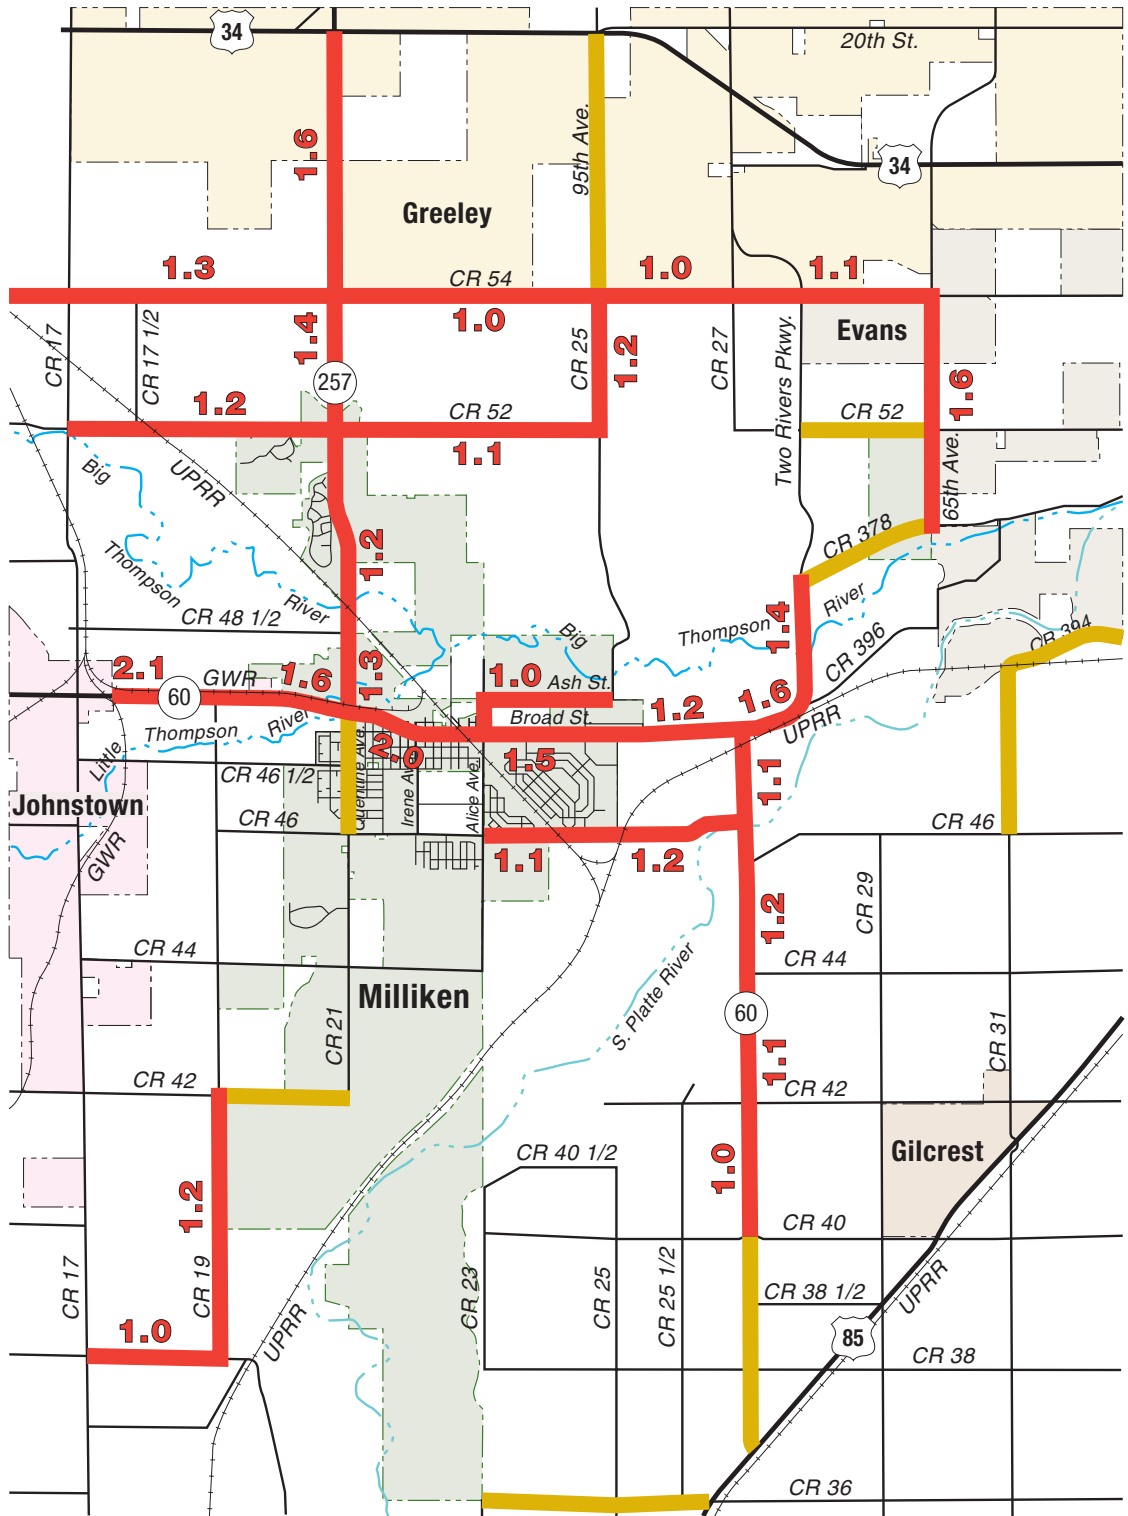 34
20th St.
1.6
95th Ave.
34
Greeley
1.3
CR 54
1.0
1.1
CR 17
CR 17 1/2
1.4
1.0
CR 25
1.2
CR 27
Two Rivers Pkwy.
Evans
257
1.2
CR 52
1.1
CR 52
1.6
65th Ave.
Big
UPRR
CR 378
1.2
Thompson
River
CR 48 1/2
Big
Thompson
River
1.4
CR 396
CR 394
2.1
GWR
1.6
1.3
1.0
Ash St.
60
Broad St.
1.2
1.6
UPRR
Little
Thompson
River
2.0
1.5
1.1
CR 46 1/2
Quentine Ave.
Irene Av
Alice Ave.
Johnstown
CR 46
CR 46
GWR
1.1
1.2
CR 29
1.2
CR 44
CR 44
Milliken
S. Platte River
60
CR 21
CR 31
1.1
CR 42
CR 42
Gilcrest
1.0
CR 40 1/2
1.2
CR 40
CR 17
CR 19
UPRR
CR 23
CR 25
CR 25 1/2
CR 38 1/2
UPRR
1.0
85
CR 38
CR 36